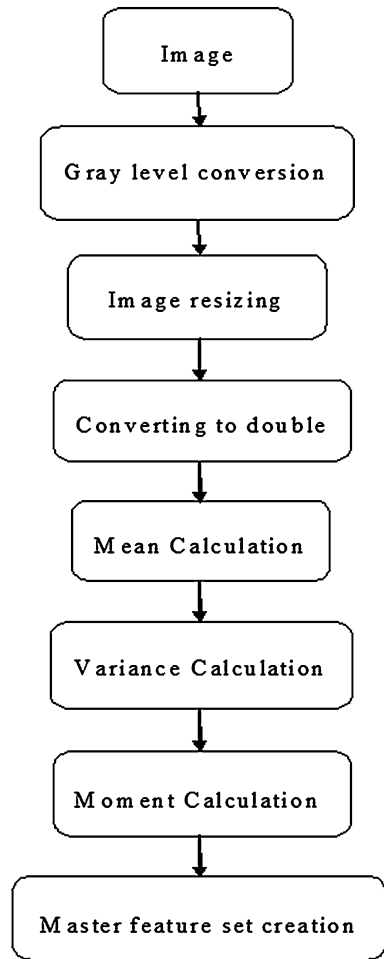 Image
Gray level conversion
Image resizing
Converting to double
Mean Calculation
Variance Calculation
Moment Calculation
Master feature set creation